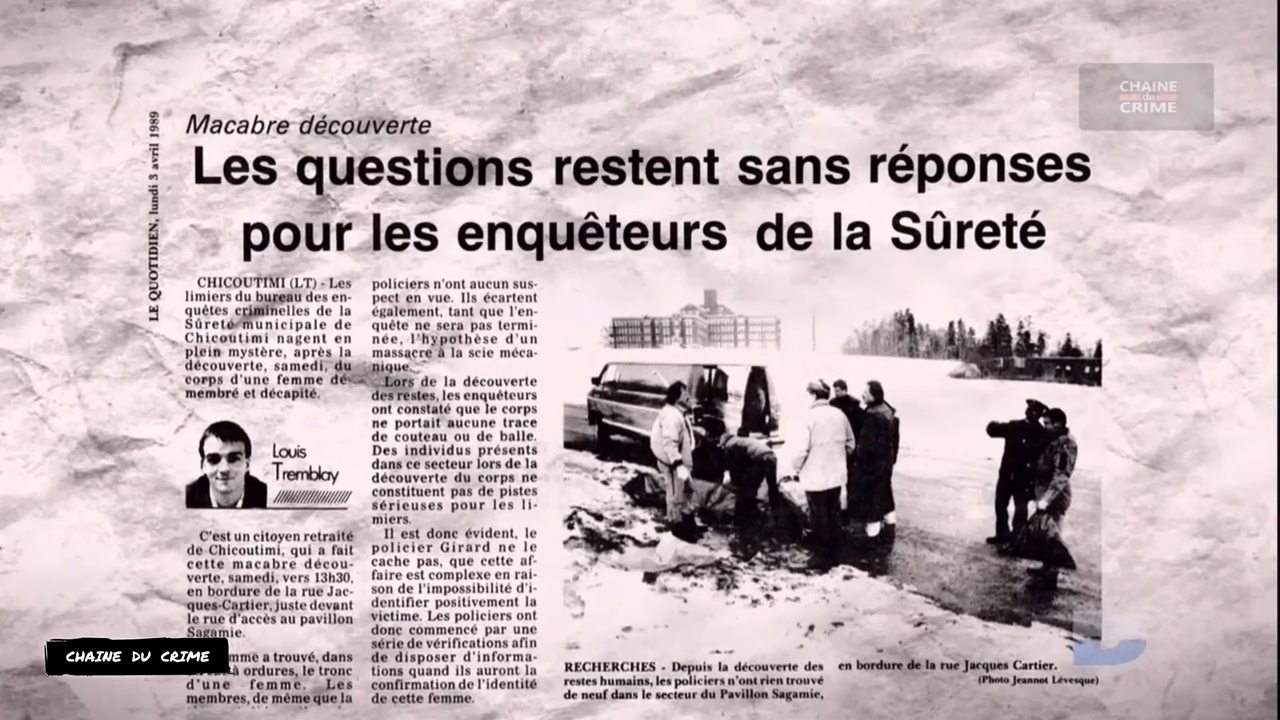 CHAINE
du
CRIME
LE QUOTIDIEN, lundi 3 avril 1989
Macabre découverte
Les questions restent sans réponses
pour les enquêteurs de la Sûreté
CHICOUTIMI (LT) - Les
limiers du bureau des en-
quêtes criminelles de la
Sûreté municipale de
Chicoutimi nagent en
plein mystère, après la
découverte, samedi, du
corps d'une femme dé-
membré et décapité.
Louis
Tremblay
C'est un citoyen retraité
de Chicoutimi, qui a fait
cette macabre décou-
verte, samedi, vers 13h30,
en bordure de la rue Jac-
ques-Cartier, juste devant
le rue d'accès au pavillon
Sagamie.
mme a trouvé, dans
à ordures, le tronc
d'une femme. Les
membres, de même que la
policiers n'ont aucun sus-
pect en vue. Ils écartent
également, tant que l'en-
quête ne sera pas termi-
née, l'hypothèse d'un
massacre à la scie méca-
nique.
Lors de la découverte
des restes, les enquêteurs
ont constaté que le corps
ne portait aucune trace
de couteau ou de balle.
Des individus présents
dans ce secteur lors de la
découverte du corps ne
constituent pas de pistes
sérieuses pour les li-
miers.
Il est donc évident, le
policier Girard ne le
cache pas, que cette af-
faire est complexe en rai-
son de l'impossibilité d'i-
dentifier positivement la
victime. Les policiers ont
donc commencé par une
série de vérifications afin
de disposer d'informa-
tions quand ils auront la
confirmation de l'identité
de cette femme.
RECHERCHES - Depuis la découverte des
restes humains, les policiers n'ont rien trouvé
de neuf dans le secteur du Pavillon Sagamie,
en bordure de la rue Jacques Cartier.
(Photo Jeannot Lévesque)
CHAINE DU CRIME